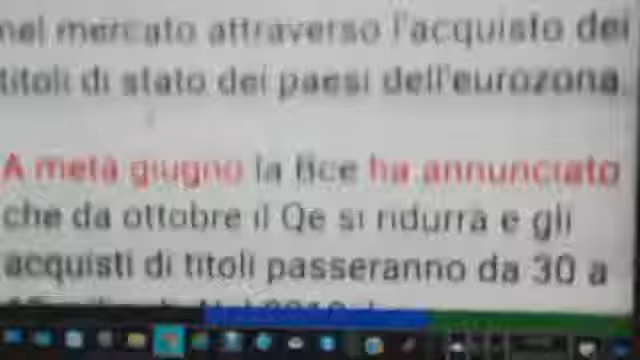 nel mercato attraverso l'acquisto dei
titoli di stato dei paesi dell'eurozona.
A metà giugno la Bce ha annunciato
che da ottobre il Qe si ridurrà e gli
acquisti di titoli passeranno da 30 a